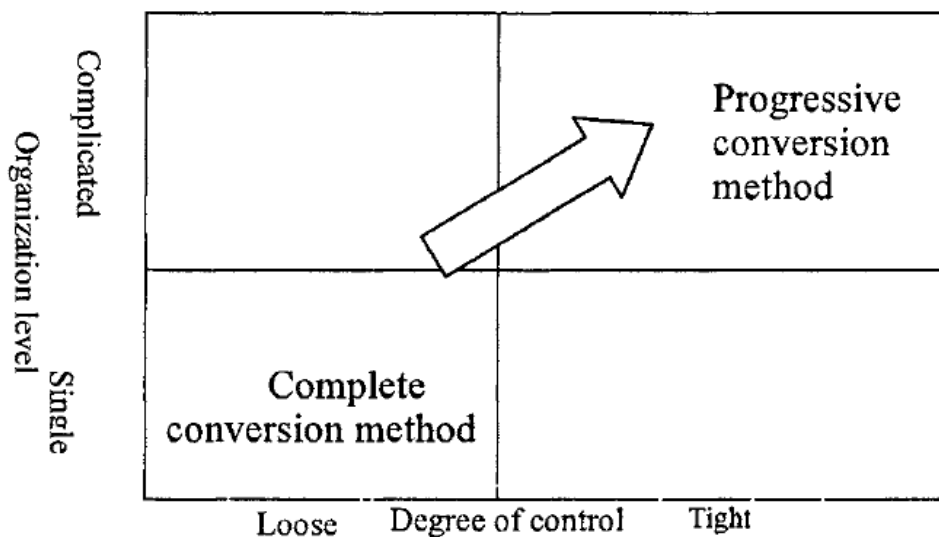 Complicated
Organization level
Single
Progressive
conversion
method
Complete
conversion method
Loose
Degree of control
Tight